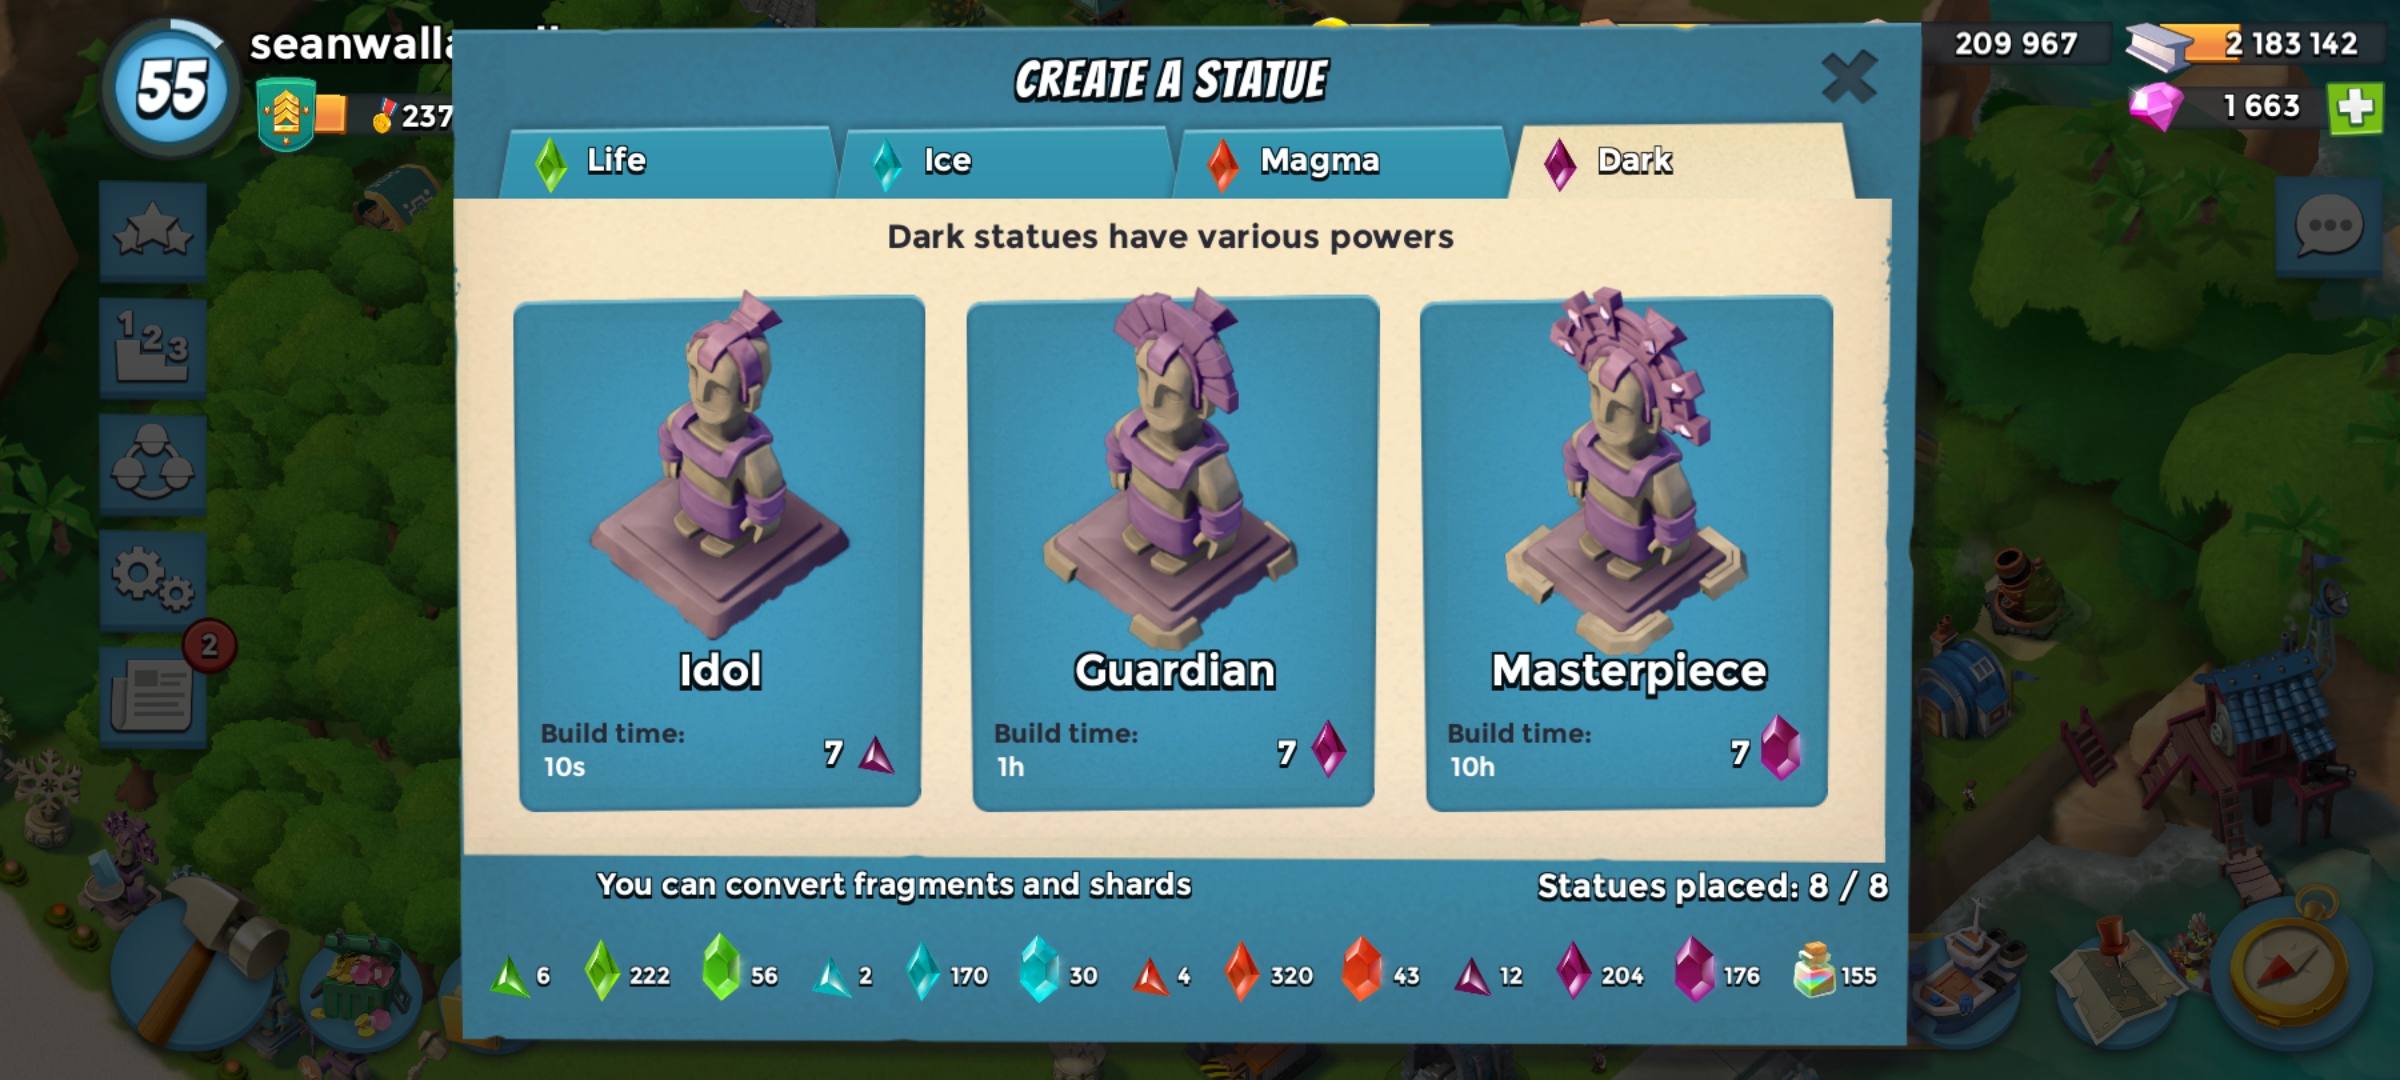 55
237
209 967
2 183 142
1 663
CREATE A STATUE
Life
Ice
Magma
Dark
Dark statues have various powers
1 2 3
2
Idol
Build time:
10s
7
Guardian
Build time:
1h
7
Masterpiece
Build time:
10h
7
You can convert fragments and shards
Statues placed: 8 / 8
6 222 56 2 170 30 4 320 43 12 204 176 155